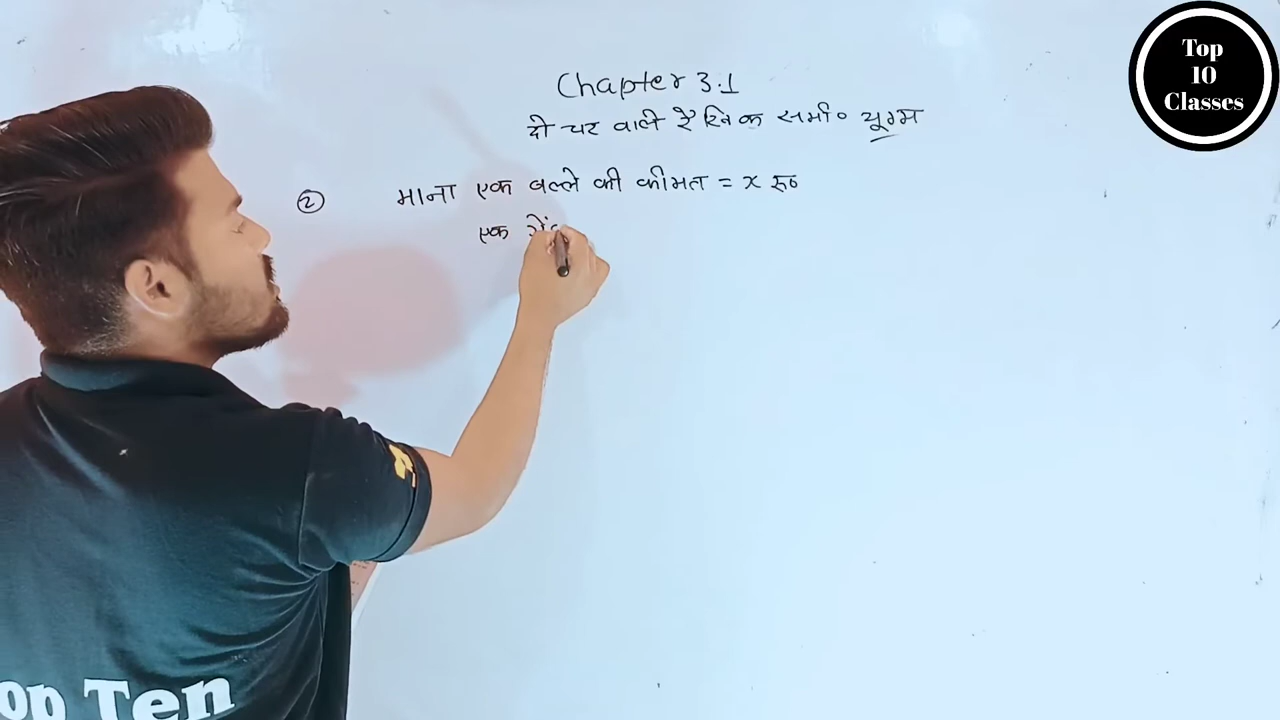 Chapter 3.1
दो चर वाले रैखिक समी० युग्म
② माना एक बल्ले की कीमत = x रु०
एक गेंद
Top
10
Classes
op Ten